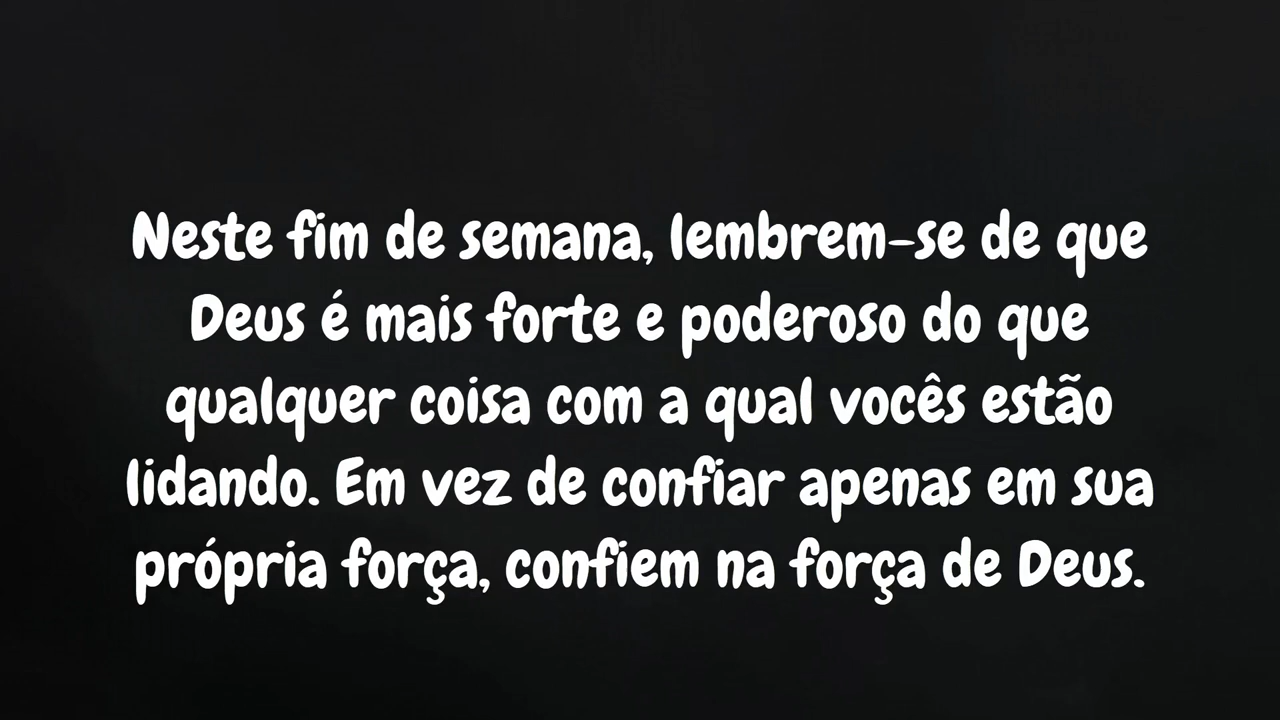 Neste fim de semana, lembrem-se de que
Deus é mais forte e poderoso do que
qualquer coisa com a qual vocês estão
lidando. Em vez de confiar apenas em sua
própria força, confiem na força de Deus.